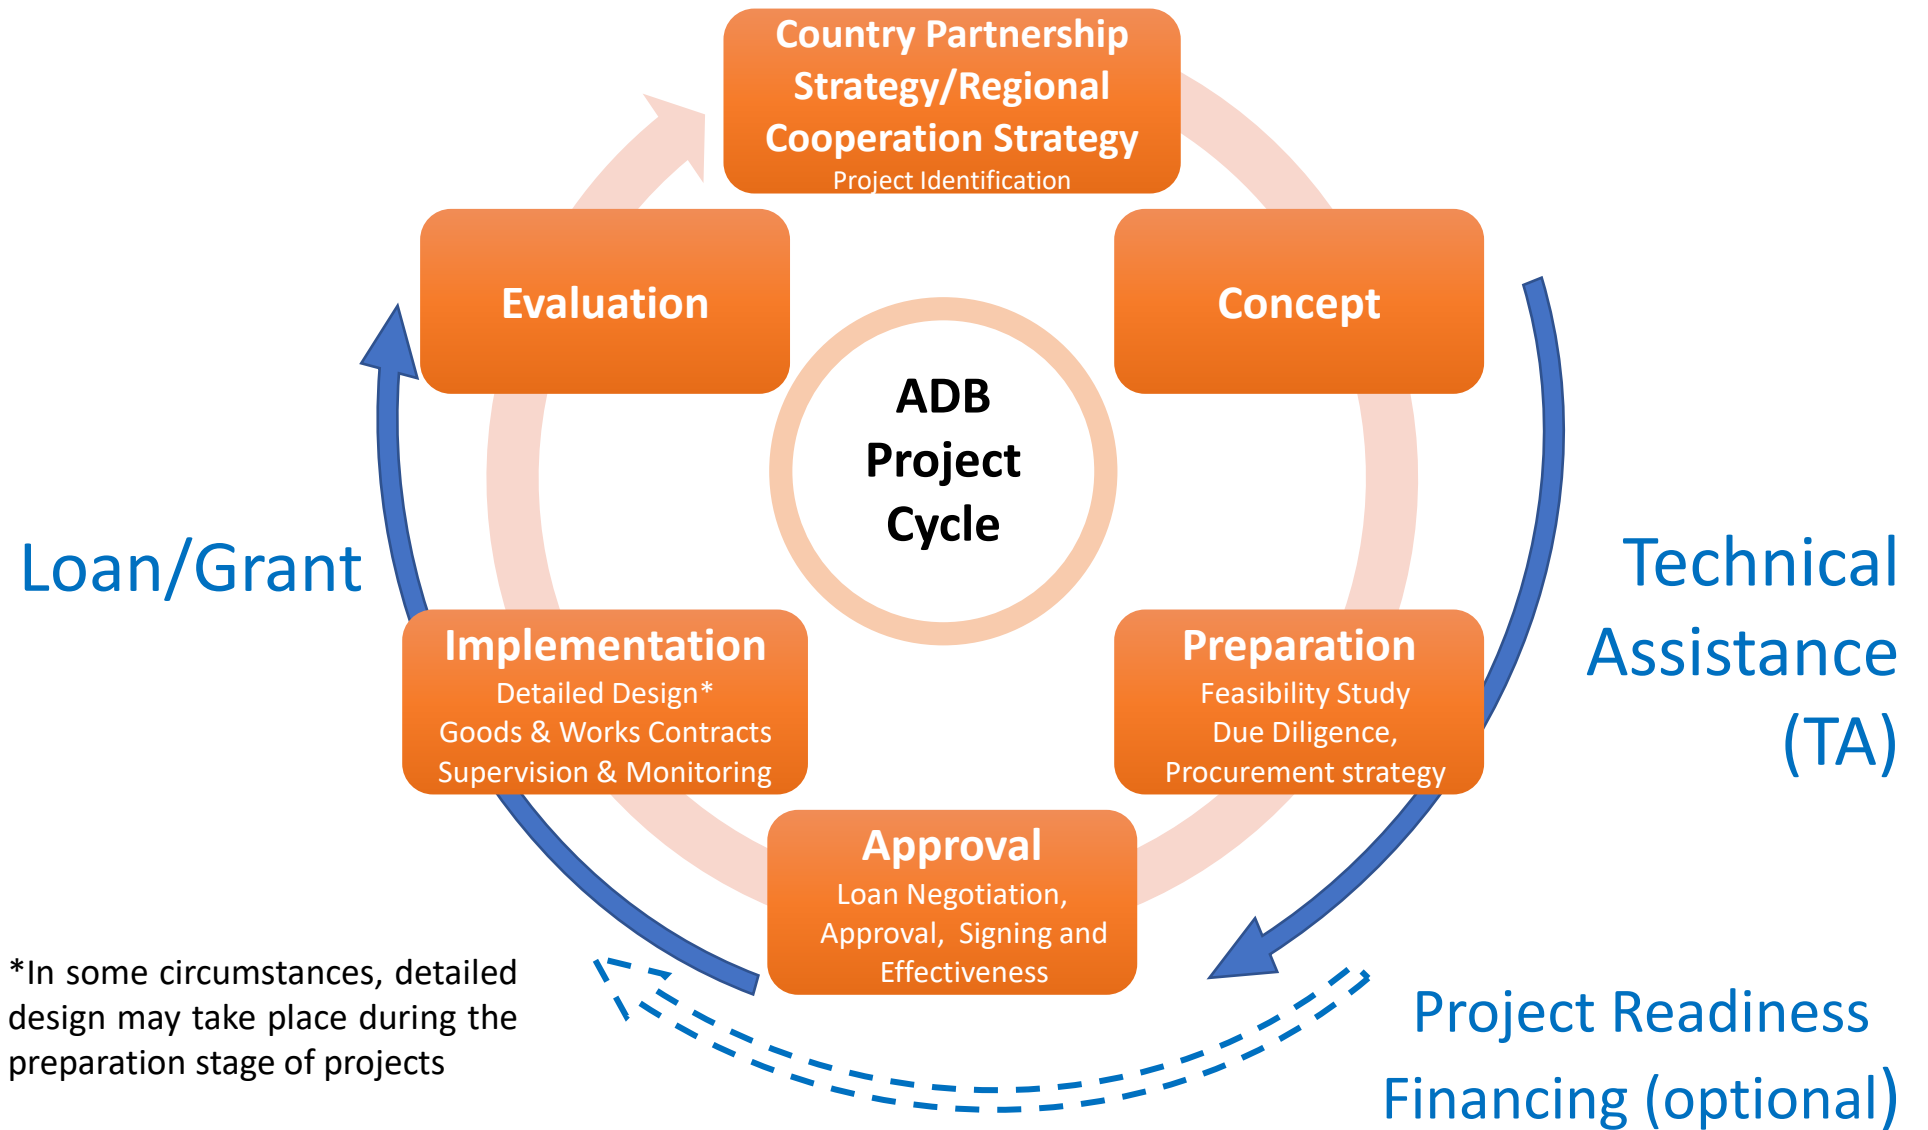 Country Partnership
Strategy/Regional
Cooperation Strategy
Project Identification
Evaluation
Concept
ADB
Project
Cycle
Loan/Grant
Technical
Assistance
(TA)
Implementation
Detailed Design*
Goods & Works Contracts
Supervision & Monitoring
Preparation
Feasibility Study
Due Diligence,
Procurement strategy
Approval
Loan Negotiation,
Approval, Signing and
Effectiveness
*In some circumstances, detailed
design may take place during the
preparation stage of projects
Project Readiness
Financing (optional)